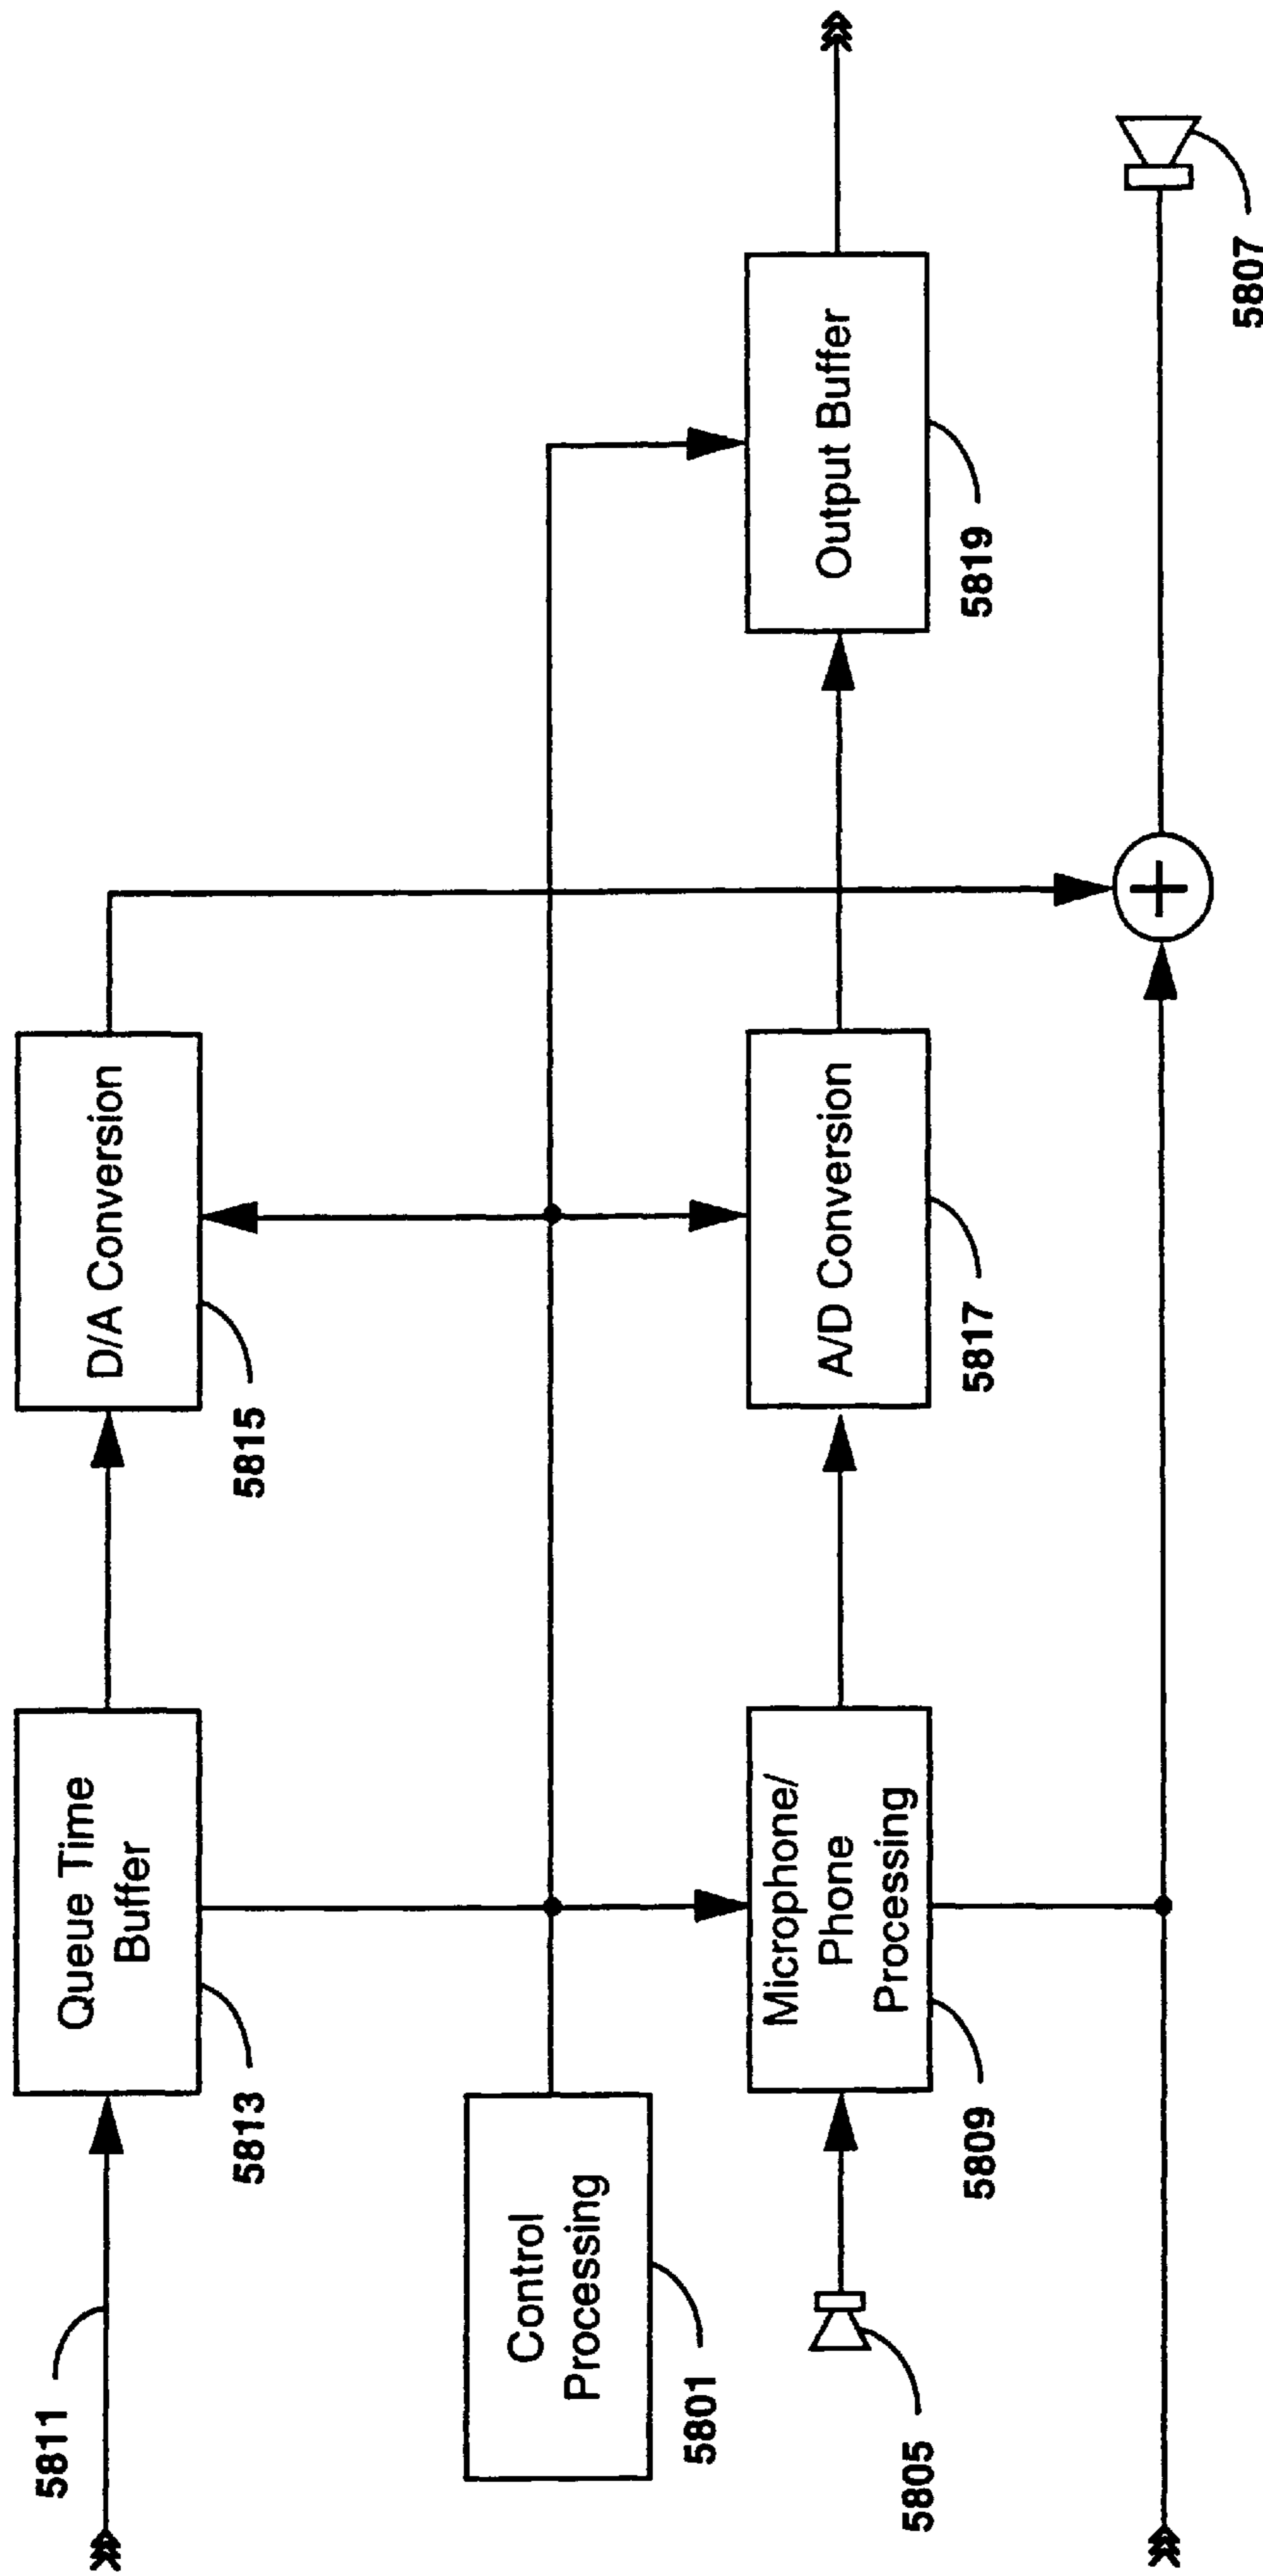 5811
Queue Time
Buffer
5813
D/A Conversion
5815
Control
Processing
5801
5805
Microphone/
Phone
Processing
5809
A/D Conversion
5817
Output Buffer
5819
+
5807